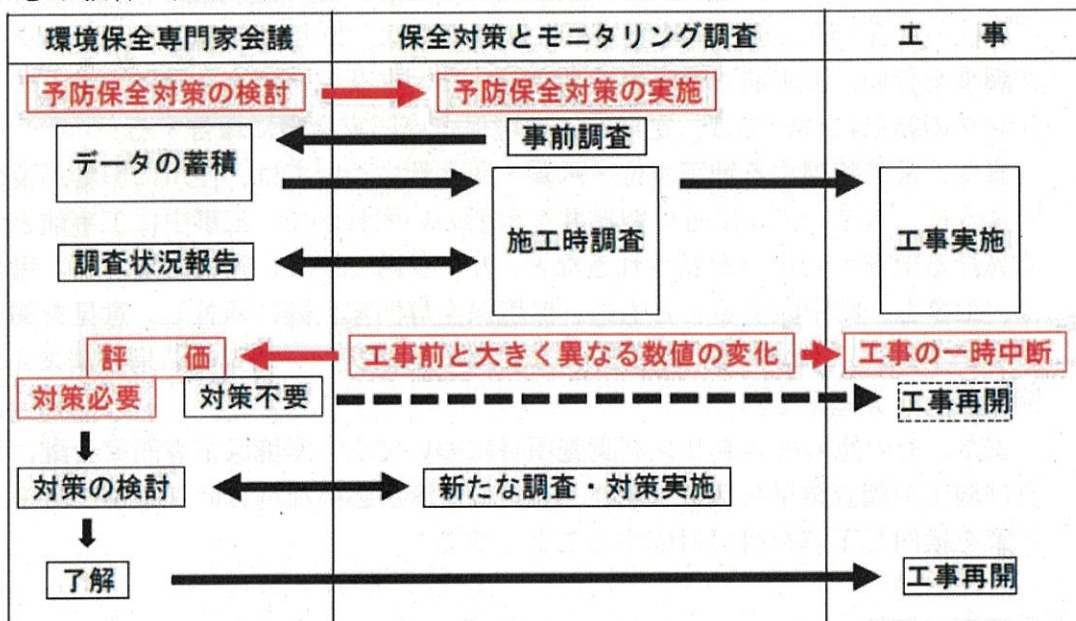 環境保全専門家会議 保全対策とモニタリング調査 工 事
予防保全対策の検討 予防保全対策の実施
事前調査
データの蓄積
施工時調査 工事実施
調査状況報告
評 価 工事前と大きく異なる数値の変化 工事の一時中断
対策必要 対策不要 工事再開
対策の検討 新たな調査・対策実施
了解 工事再開